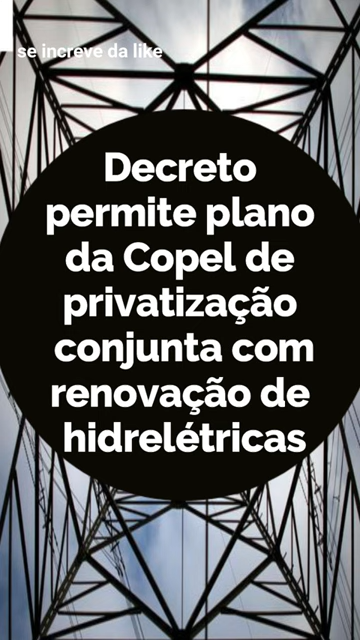 se increve da like
Decreto
permite plano
da Copel de
privatização
conjunta com
renovação de
hidrelétricas